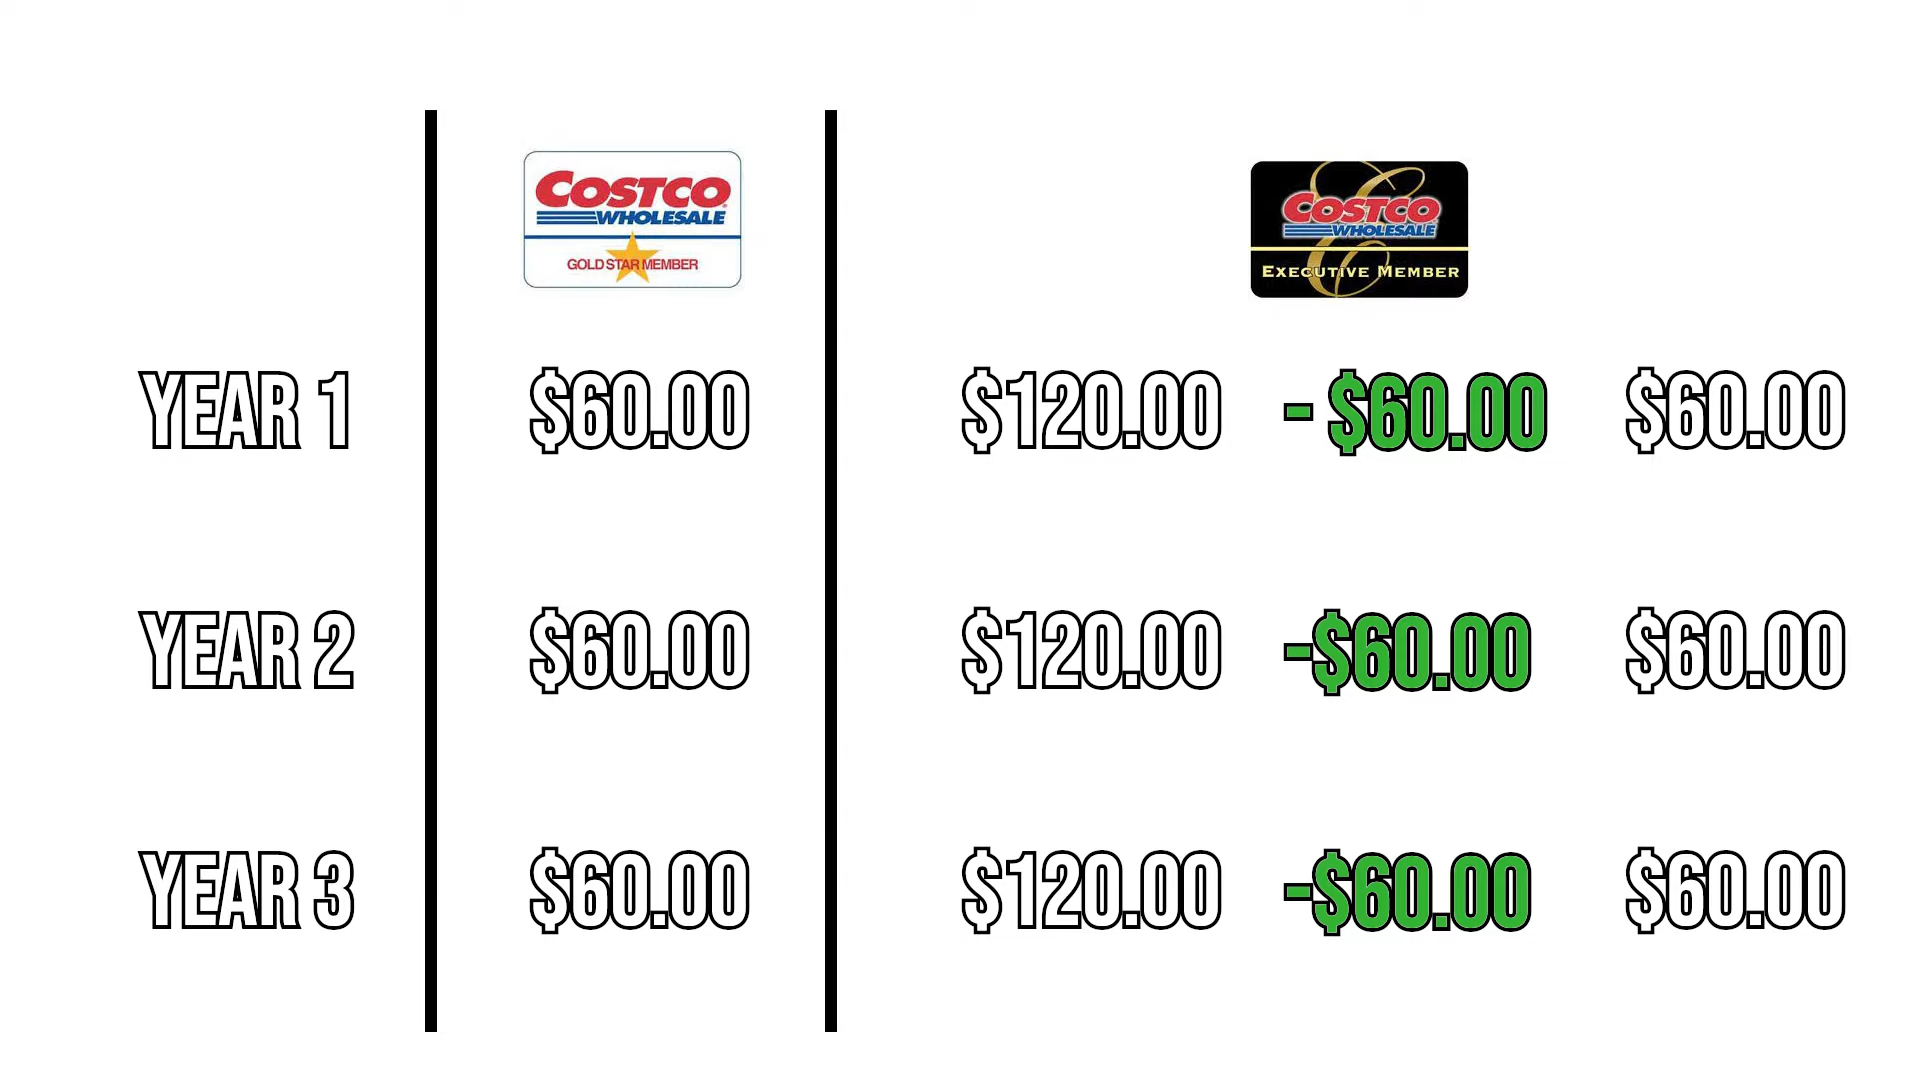 COSTCO
WHOLESALE
GOLD STAR MEMBER
COSTCO
WHOLESALE
EXECUTIVE MEMBER
YEAR 1 $60.00 $120.00 - $60.00 $60.00
YEAR 2 $60.00 $120.00 -$60.00 $60.00
YEAR 3 $60.00 $120.00 -$60.00 $60.00